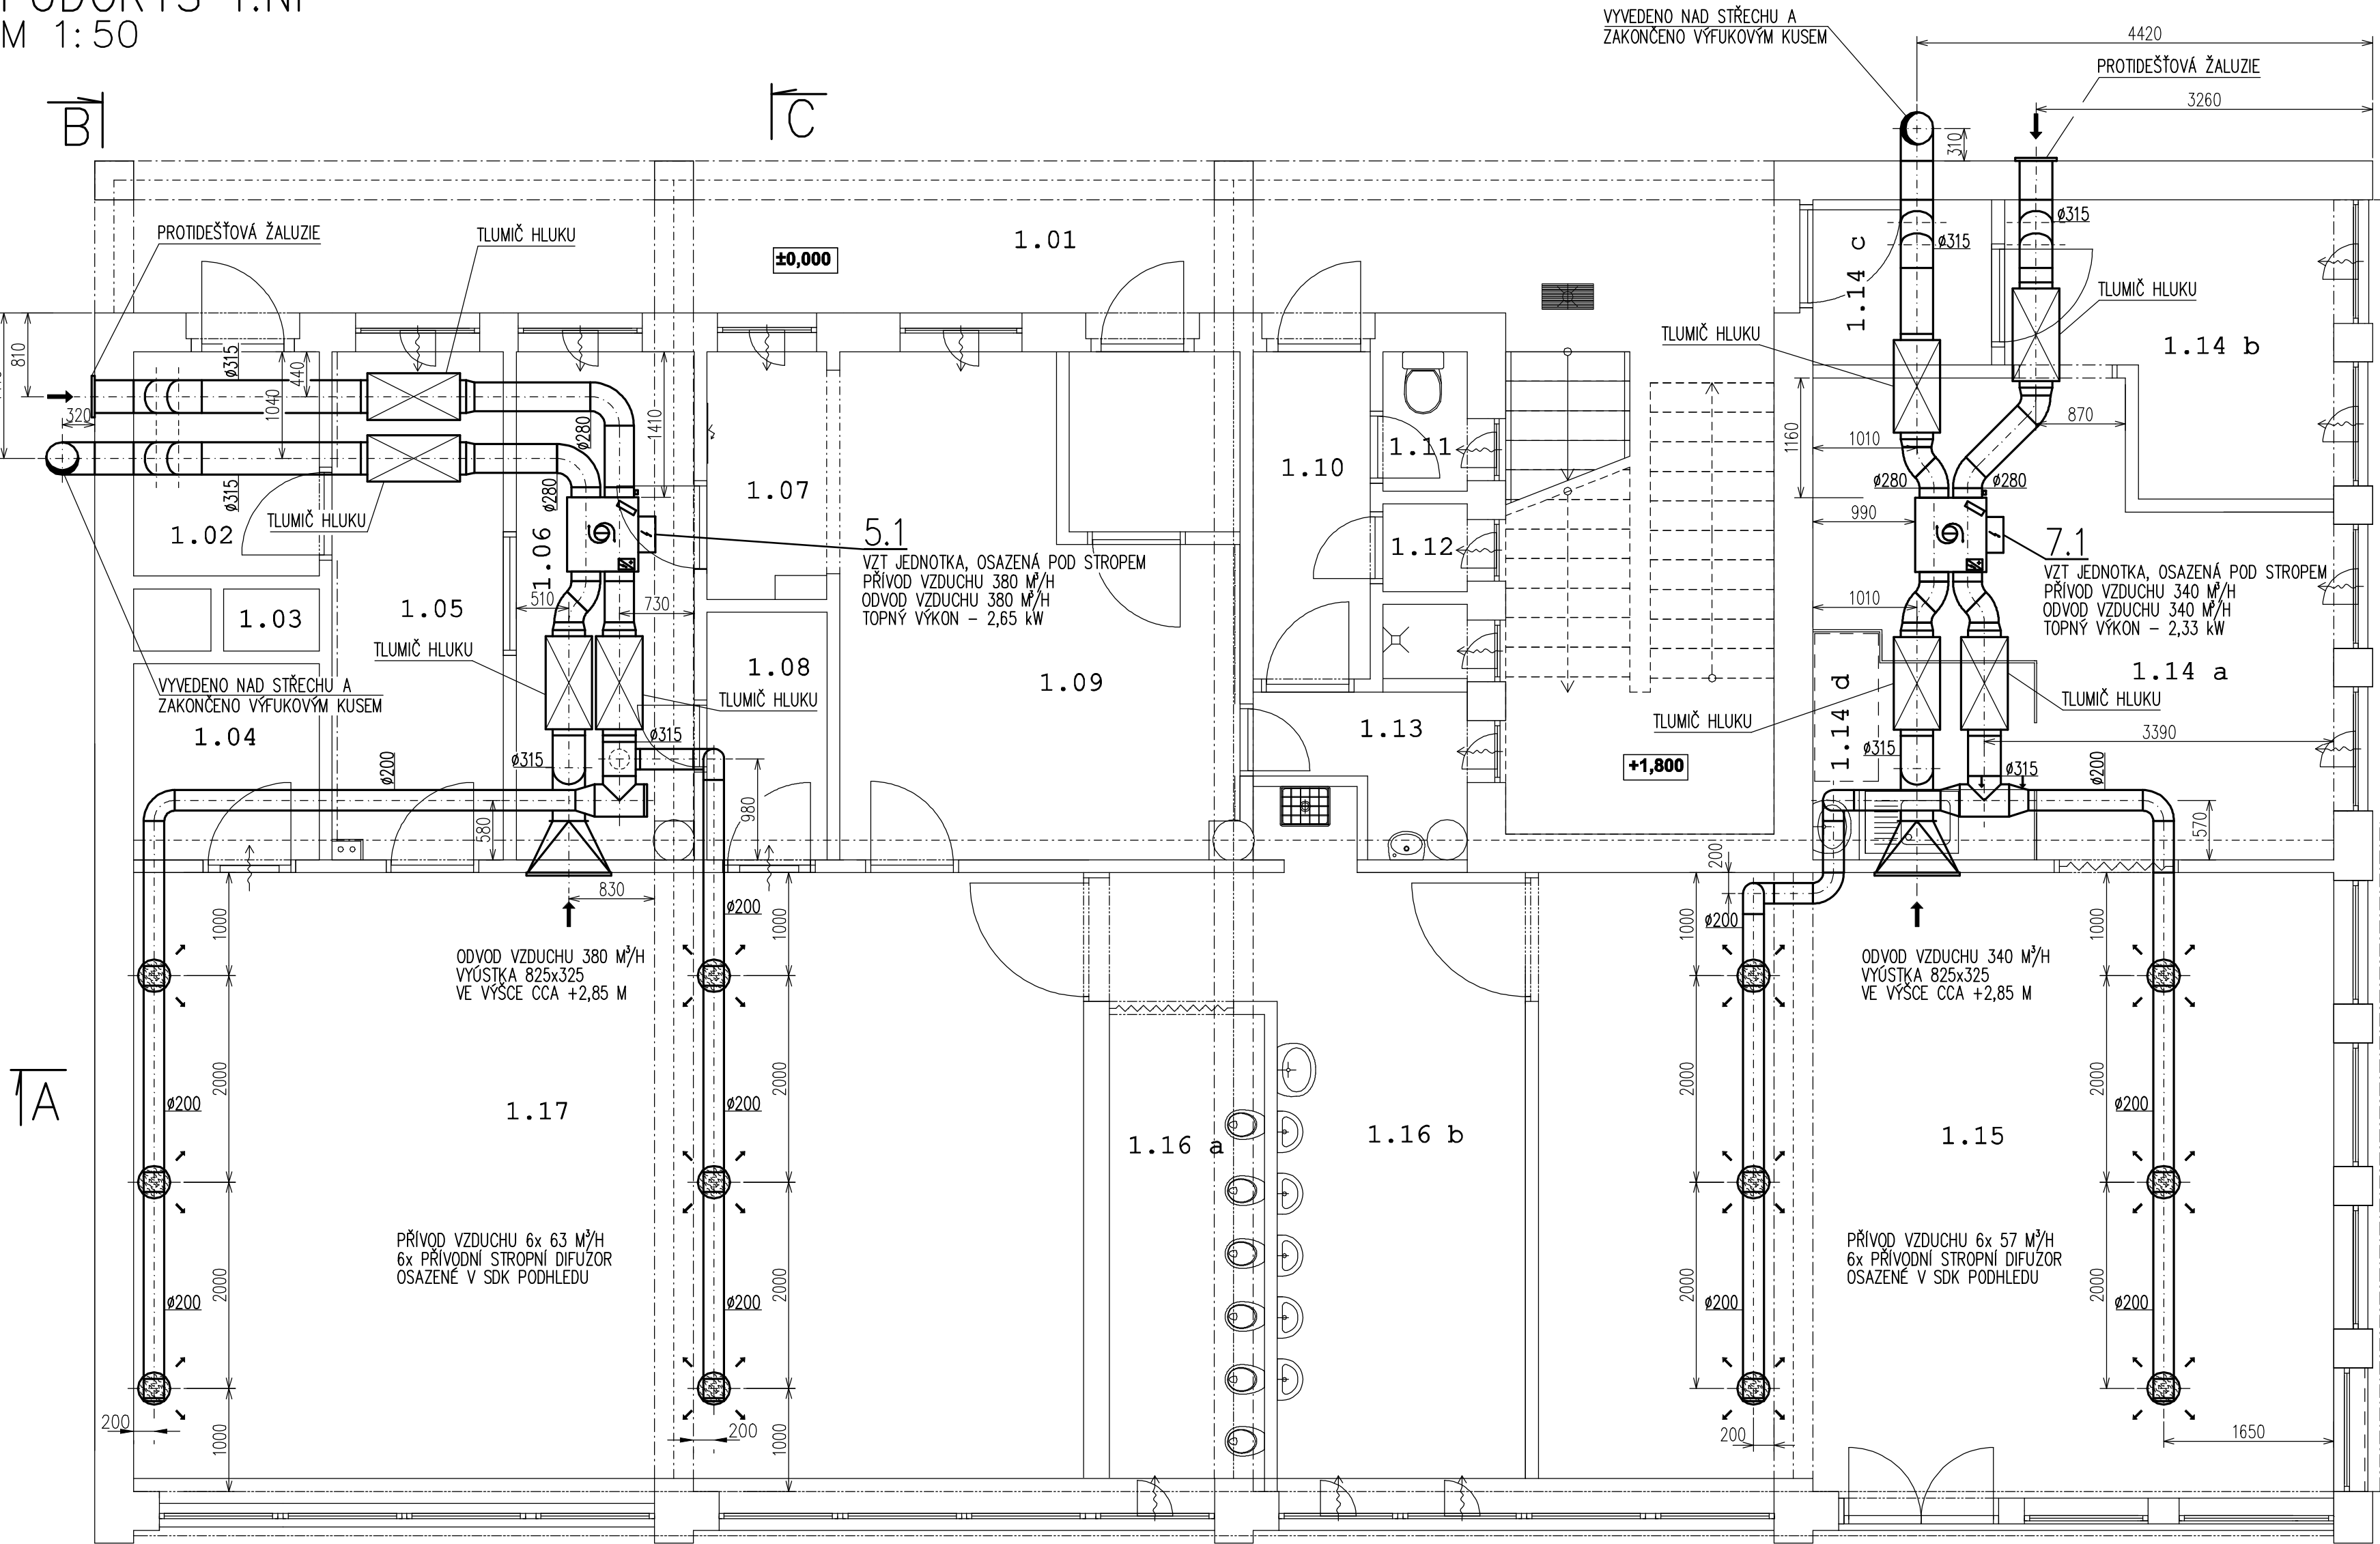 M 1:50
VYVEDENO NAD STŘECHU A
ZAKONČENO VÝFUKOVÝM KUSEM
4420
PROTIDEŠŤOVÁ ŽALUZIE
3260
B
C
310
PROTIDEŠŤOVÁ ŽALUZIE
TLUMIČ HLUKU
±0,000
1.01
1.14 c
ø315
ø315
TLUMIČ HLUKU
TLUMIČ HLUKU
1.14 b
810
ø315
440
1040
320
1410
ø280
1160
1010
870
ø315
TLUMIČ HLUKU
ø280
1.02
1.06
1.07
1.10
1.11
1.12
ø280
ø280
990
5.1
VZT JEDNOTKA, OSAZENÁ POD STROPEM
PŘÍVOD VZDUCHU 380 M³/H
ODVOD VZDUCHU 380 M³/H
TOPNÝ VÝKON – 2,65 kW
7.1
VZT JEDNOTKA, OSAZENÁ POD STROPEM
PŘÍVOD VZDUCHU 340 M³/H
ODVOD VZDUCHU 340 M³/H
TOPNÝ VÝKON – 2,33 kW
510
730
1010
1.03
1.05
TLUMIČ HLUKU
1.08
1.09
1.14 a
VYVEDENO NAD STŘECHU A
ZAKONČENO VÝFUKOVÝM KUSEM
TLUMIČ HLUKU
TLUMIČ HLUKU
1.04
1.13
TLUMIČ HLUKU
1.14 d
3390
ø200
ø315
ø315
+1,800
ø315
ø315
ø200
580
980
570
200
830
1000
ø200
1000
1000
ø200
1000
ODVOD VZDUCHU 380 M³/H
VYÚSTKA 825x325
VE VÝŠCE CCA +2,85 M
ODVOD VZDUCHU 340 M³/H
VYÚSTKA 825x325
VE VÝŠCE CCA +2,85 M
A
2000
2000
2000
2000
ø200
ø200
ø200
1.17
1.16 a
1.16 b
1.15
PŘÍVOD VZDUCHU 6x 63 M³/H
6x PŘÍVODNÍ STROPNÍ DIFUZOR
OSAZENÉ V SDK PODHLEDU
PŘÍVOD VZDUCHU 6x 57 M³/H
6x PŘÍVODNÍ STROPNÍ DIFUZOR
OSAZENÉ V SDK PODHLEDU
2000
2000
2000
2000
ø200
ø200
ø200
ø200
200
1000
200
1000
200
1650